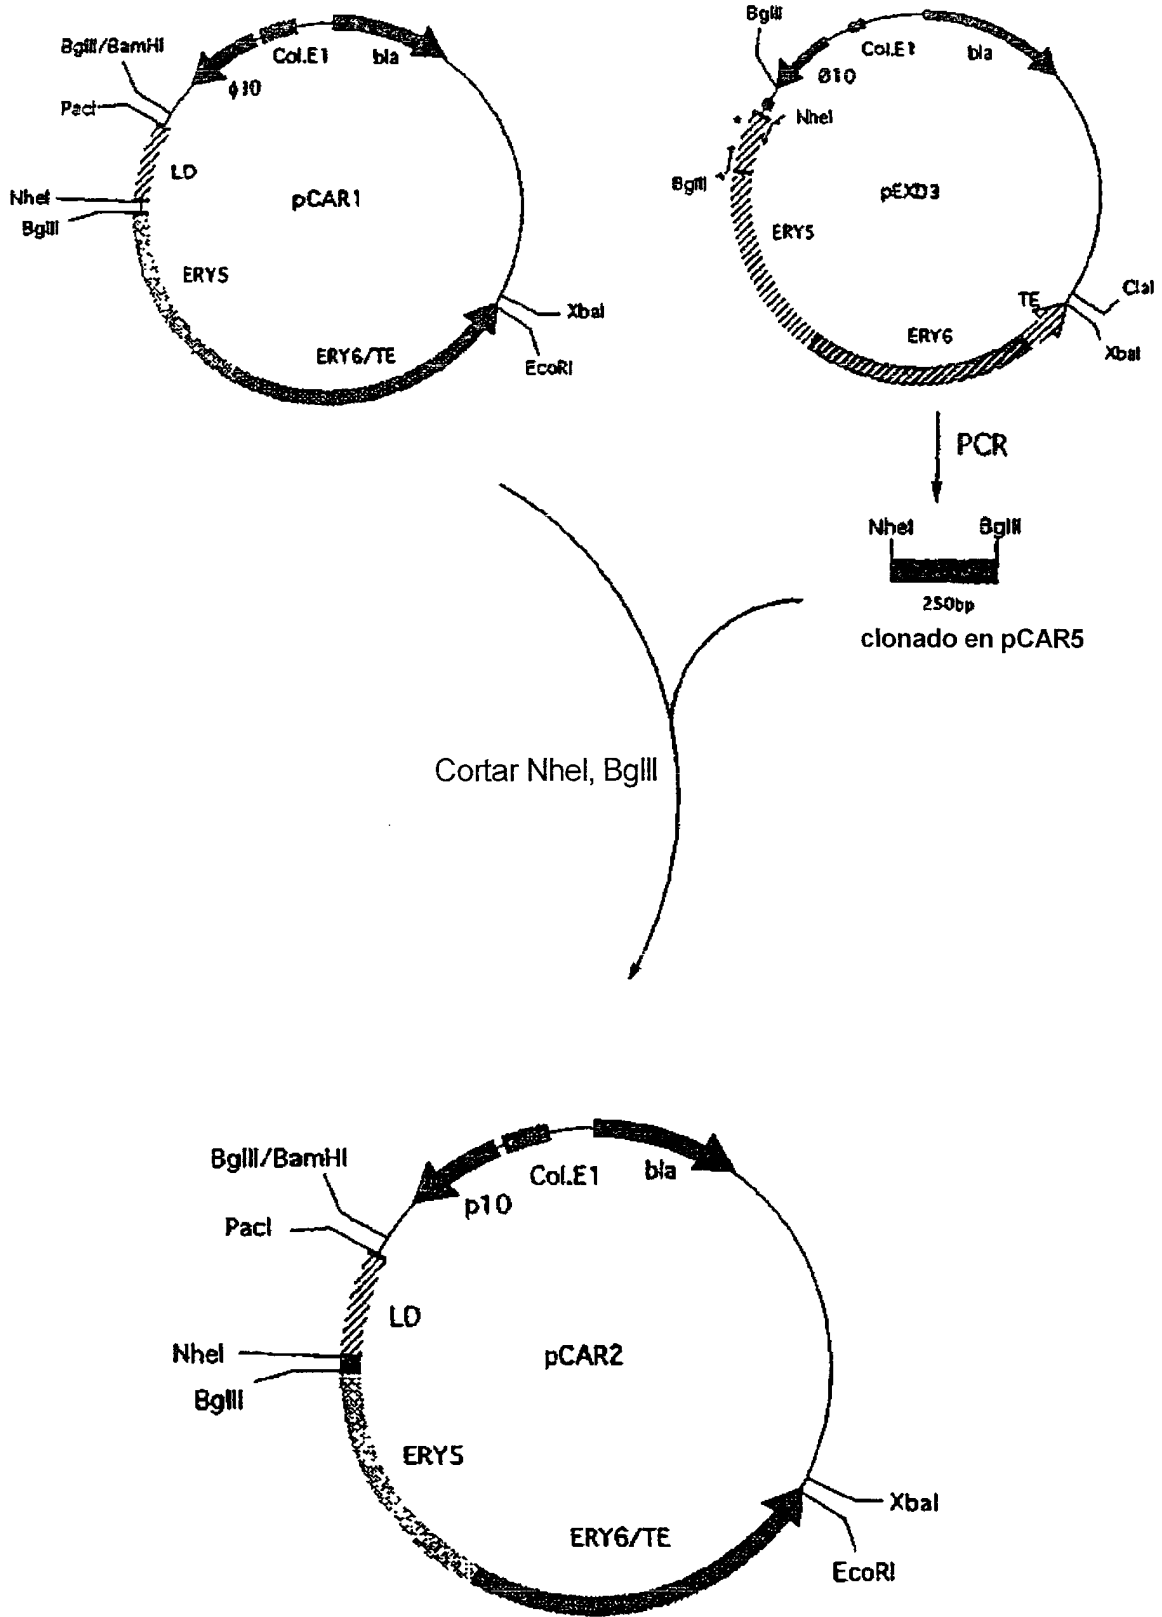 BglII/BamHI
PacI
LD
NheI
BglII
ERY5
ERY6/TE
XbaI
EcoRI
Col.E1
bla
ϕ10
pCAR1
BglII
Col.E1
bla
Ø10
*
NheI
BglII
pEXD3
ERY5
TE
ClaI
XbaI
ERY6
PCR
NheI BglII
250bp
clonado en pCAR5
Cortar NheI, BglII
BglII/BamHI
PacI
Col.E1
bla
p10
LD
NheI
BglII
pCAR2
ERY5
XbaI
ERY6/TE
EcoRI